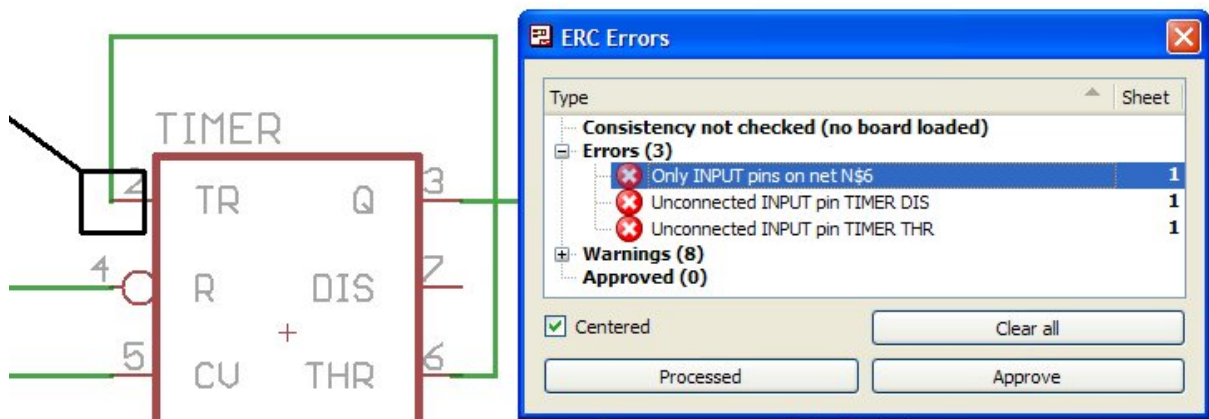 TIMER
2
TR
Q
3
4
R
DIS
7
5
CV
THR
6
ERC Errors
Type
Sheet
Consistency not checked (no board loaded)
Errors (3)
Only INPUT pins on net N$6
1
Unconnected INPUT pin TIMER DIS
1
Unconnected INPUT pin TIMER THR
1
Warnings (8)
Approved (0)
Centered
Clear all
Processed
Approve